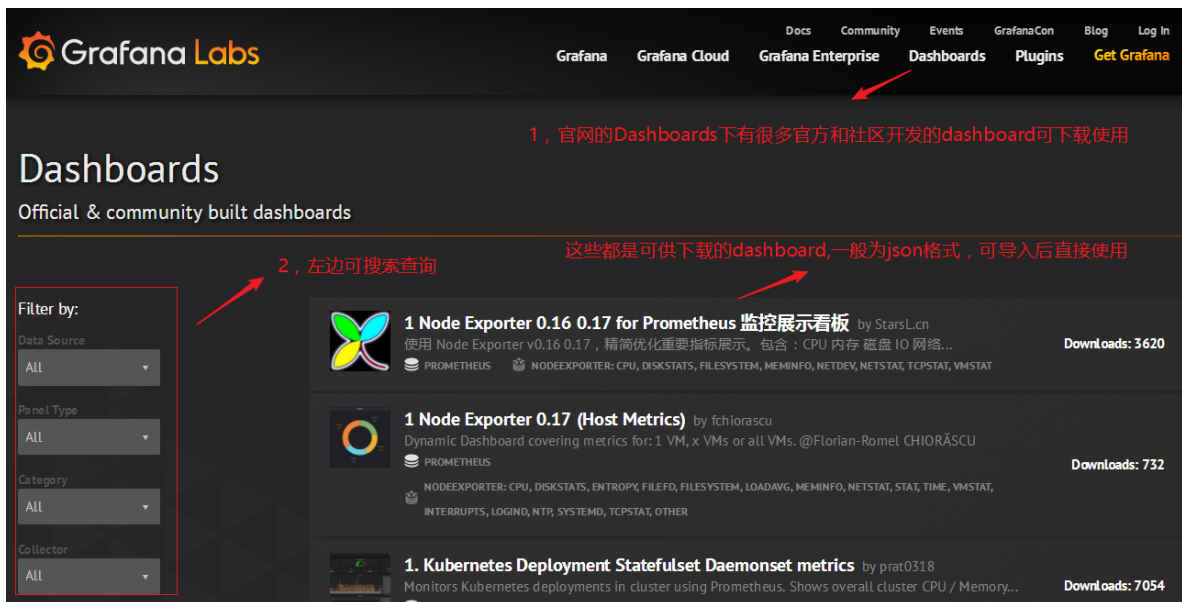 Grafana Labs
Docs Community Events GrafanaCon Blog Log In
Grafana Grafana Cloud Grafana Enterprise Dashboards Plugins Get Grafana
1，官网的Dashboards下有很多官方和社区开发的dashboard可下载使用
Dashboards
Official & community built dashboards
这些都是可供下载的dashboard,一般为json格式，可导入后直接使用
2，左边可搜索查询
Filter by:
Data Source
All
Panel Type
All
Category
All
Collector
All
1 Node Exporter 0.16 0.17 for Prometheus 监控展示看板 by StarsL.cn
使用 Node Exporter v0.16 0.17，精简优化重要指标展示。包含：CPU 内存 磁盘 IO 网络...
PROMETHEUS NODEEXPORTER: CPU, DISKSTATS, FILESYSTEM, MEMINFO, NETDEV, NETSTAT, TCPSTAT, VMSTAT
Downloads: 3620
1 Node Exporter 0.17 (Host Metrics) by fchiorascu
Dynamic Dashboard covering metrics for: 1 VM, x VMs or all VMs. @Florian-Romel CHIORĂSCU
PROMETHEUS
NODEEXPORTER: CPU, DISKSTATS, ENTROPY, FILEFD, FILESYSTEM, LOADAVG, MEMINFO, NETSTAT, STAT, TIME, VMSTAT,
INTERRUPTS, LOGIND, NTP, SYSTEMD, TCPSTAT, OTHER
Downloads: 732
1. Kubernetes Deployment Statefulset Daemonset metrics by prat0318
Monitors Kubernetes deployments in cluster using Prometheus. Shows overall cluster CPU / Memory...
Downloads: 7054